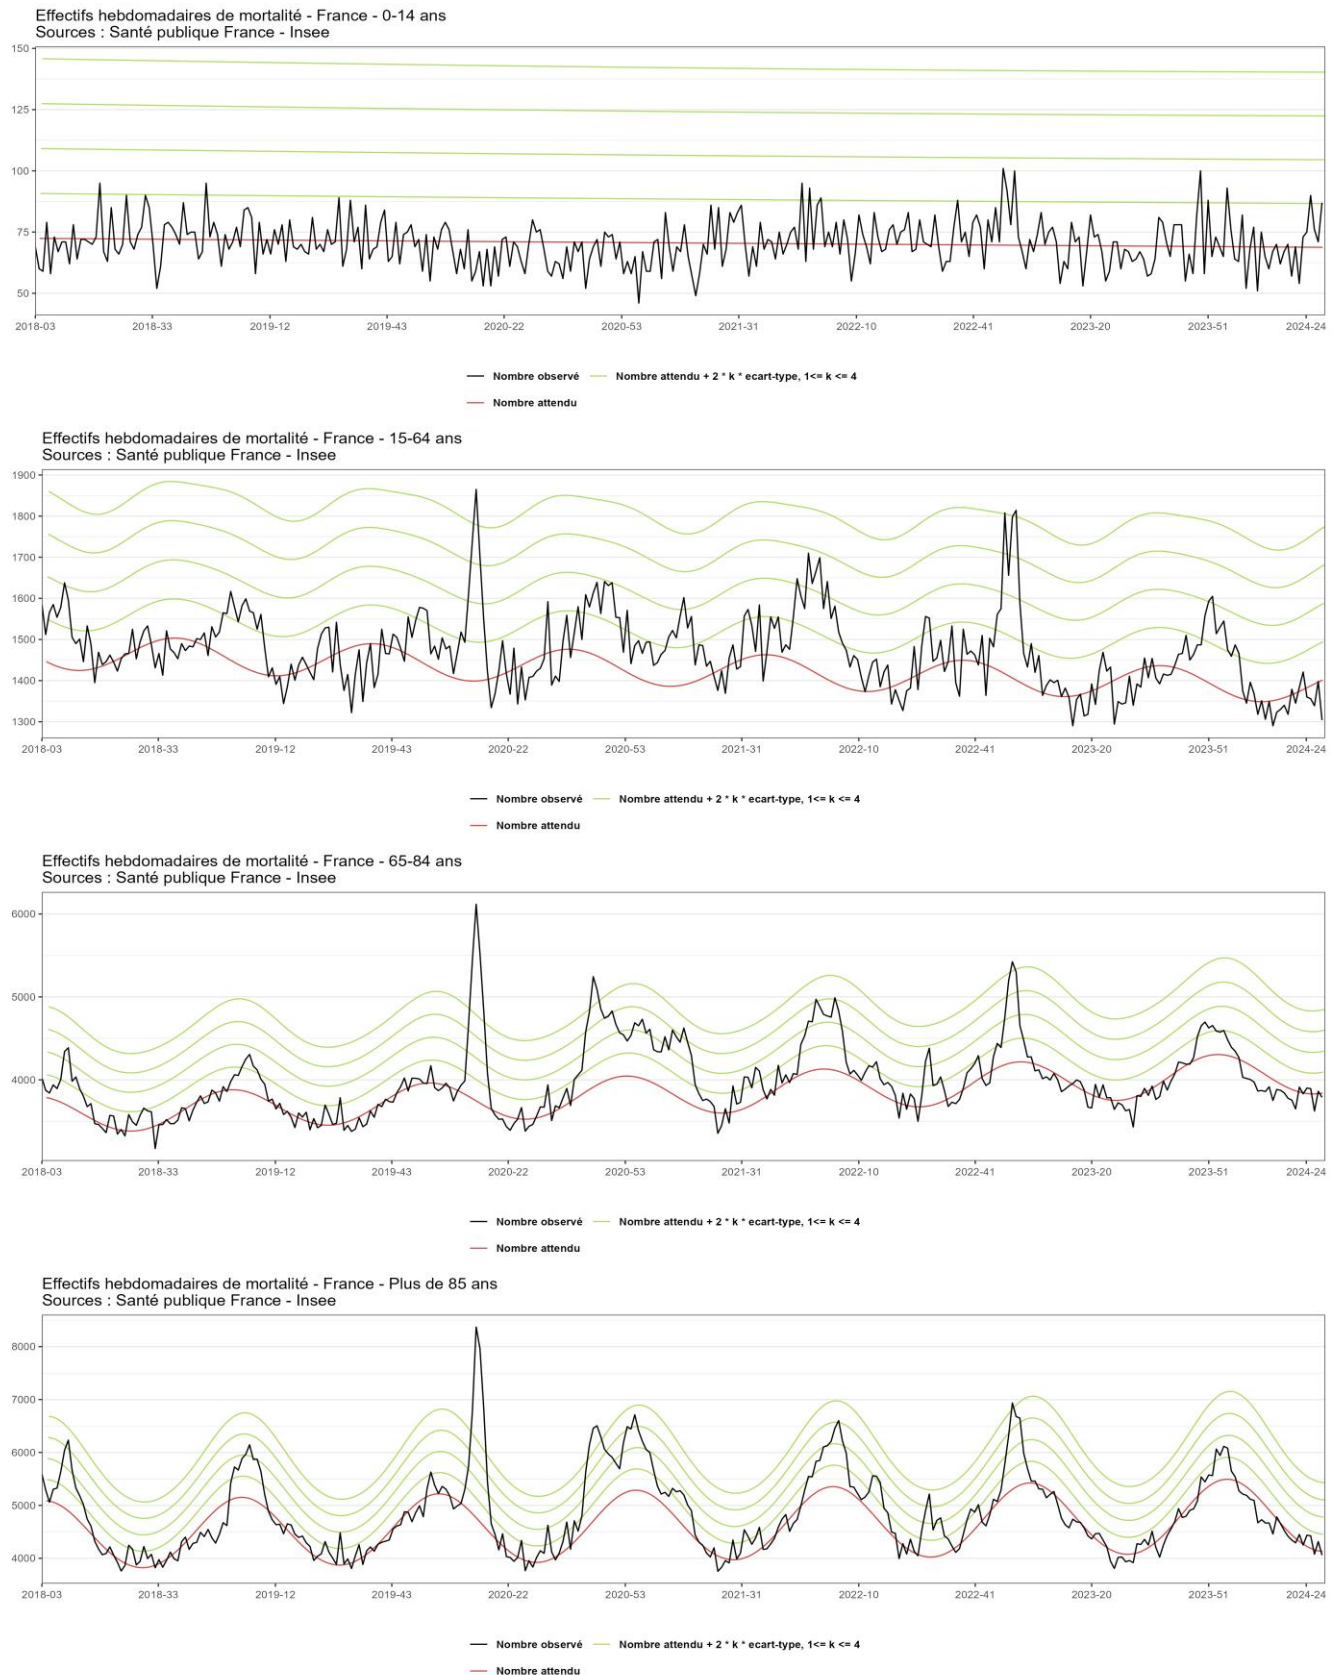 Effectifs hebdomadaires de mortalité - France - 0-14 ans
Sources : Santé publique France - Insee
150
125
100
75
50
2018-03 2018-33 2019-12 2019-43 2020-22 2020-53 2021-31 2022-10 2022-41 2023-20 2023-51 2024-24
Nombre observé Nombre attendu + 2 * k * ecart-type, 1<= k <= 4
Nombre attendu
Effectifs hebdomadaires de mortalité - France - 15-64 ans
Sources : Santé publique France - Insee
1900
1800
1700
1600
1500
1400
1300
2018-03 2018-33 2019-12 2019-43 2020-22 2020-53 2021-31 2022-10 2022-41 2023-20 2023-51 2024-24
Nombre observé Nombre attendu + 2 * k * ecart-type, 1<= k <= 4
Nombre attendu
Effectifs hebdomadaires de mortalité - France - 65-84 ans
Sources : Santé publique France - Insee
6000
5000
4000
2018-03 2018-33 2019-12 2019-43 2020-22 2020-53 2021-31 2022-10 2022-41 2023-20 2023-51 2024-24
Nombre observé Nombre attendu + 2 * k * ecart-type, 1<= k <= 4
Nombre attendu
Effectifs hebdomadaires de mortalité - France - Plus de 85 ans
Sources : Santé publique France - Insee
8000
7000
6000
5000
4000
2018-03 2018-33 2019-12 2019-43 2020-22 2020-53 2021-31 2022-10 2022-41 2023-20 2023-51 2024-24
Nombre observé Nombre attendu + 2 * k * ecart-type, 1<= k <= 4
Nombre attendu